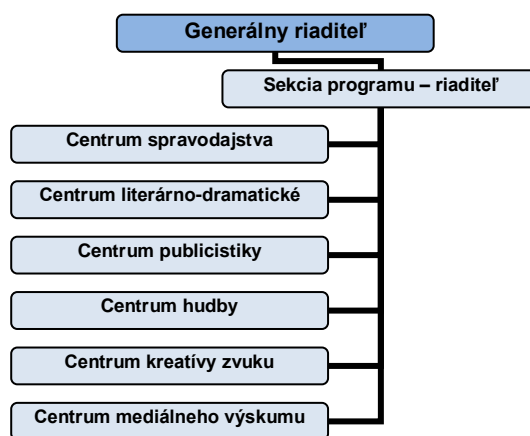 Generálny riaditeľ
Sekcia programu – riaditeľ
Centrum spravodajstva
Centrum literárno-dramatické
Centrum publicistiky
Centrum hudby
Centrum kreatívy zvuku
Centrum mediálneho výskumu